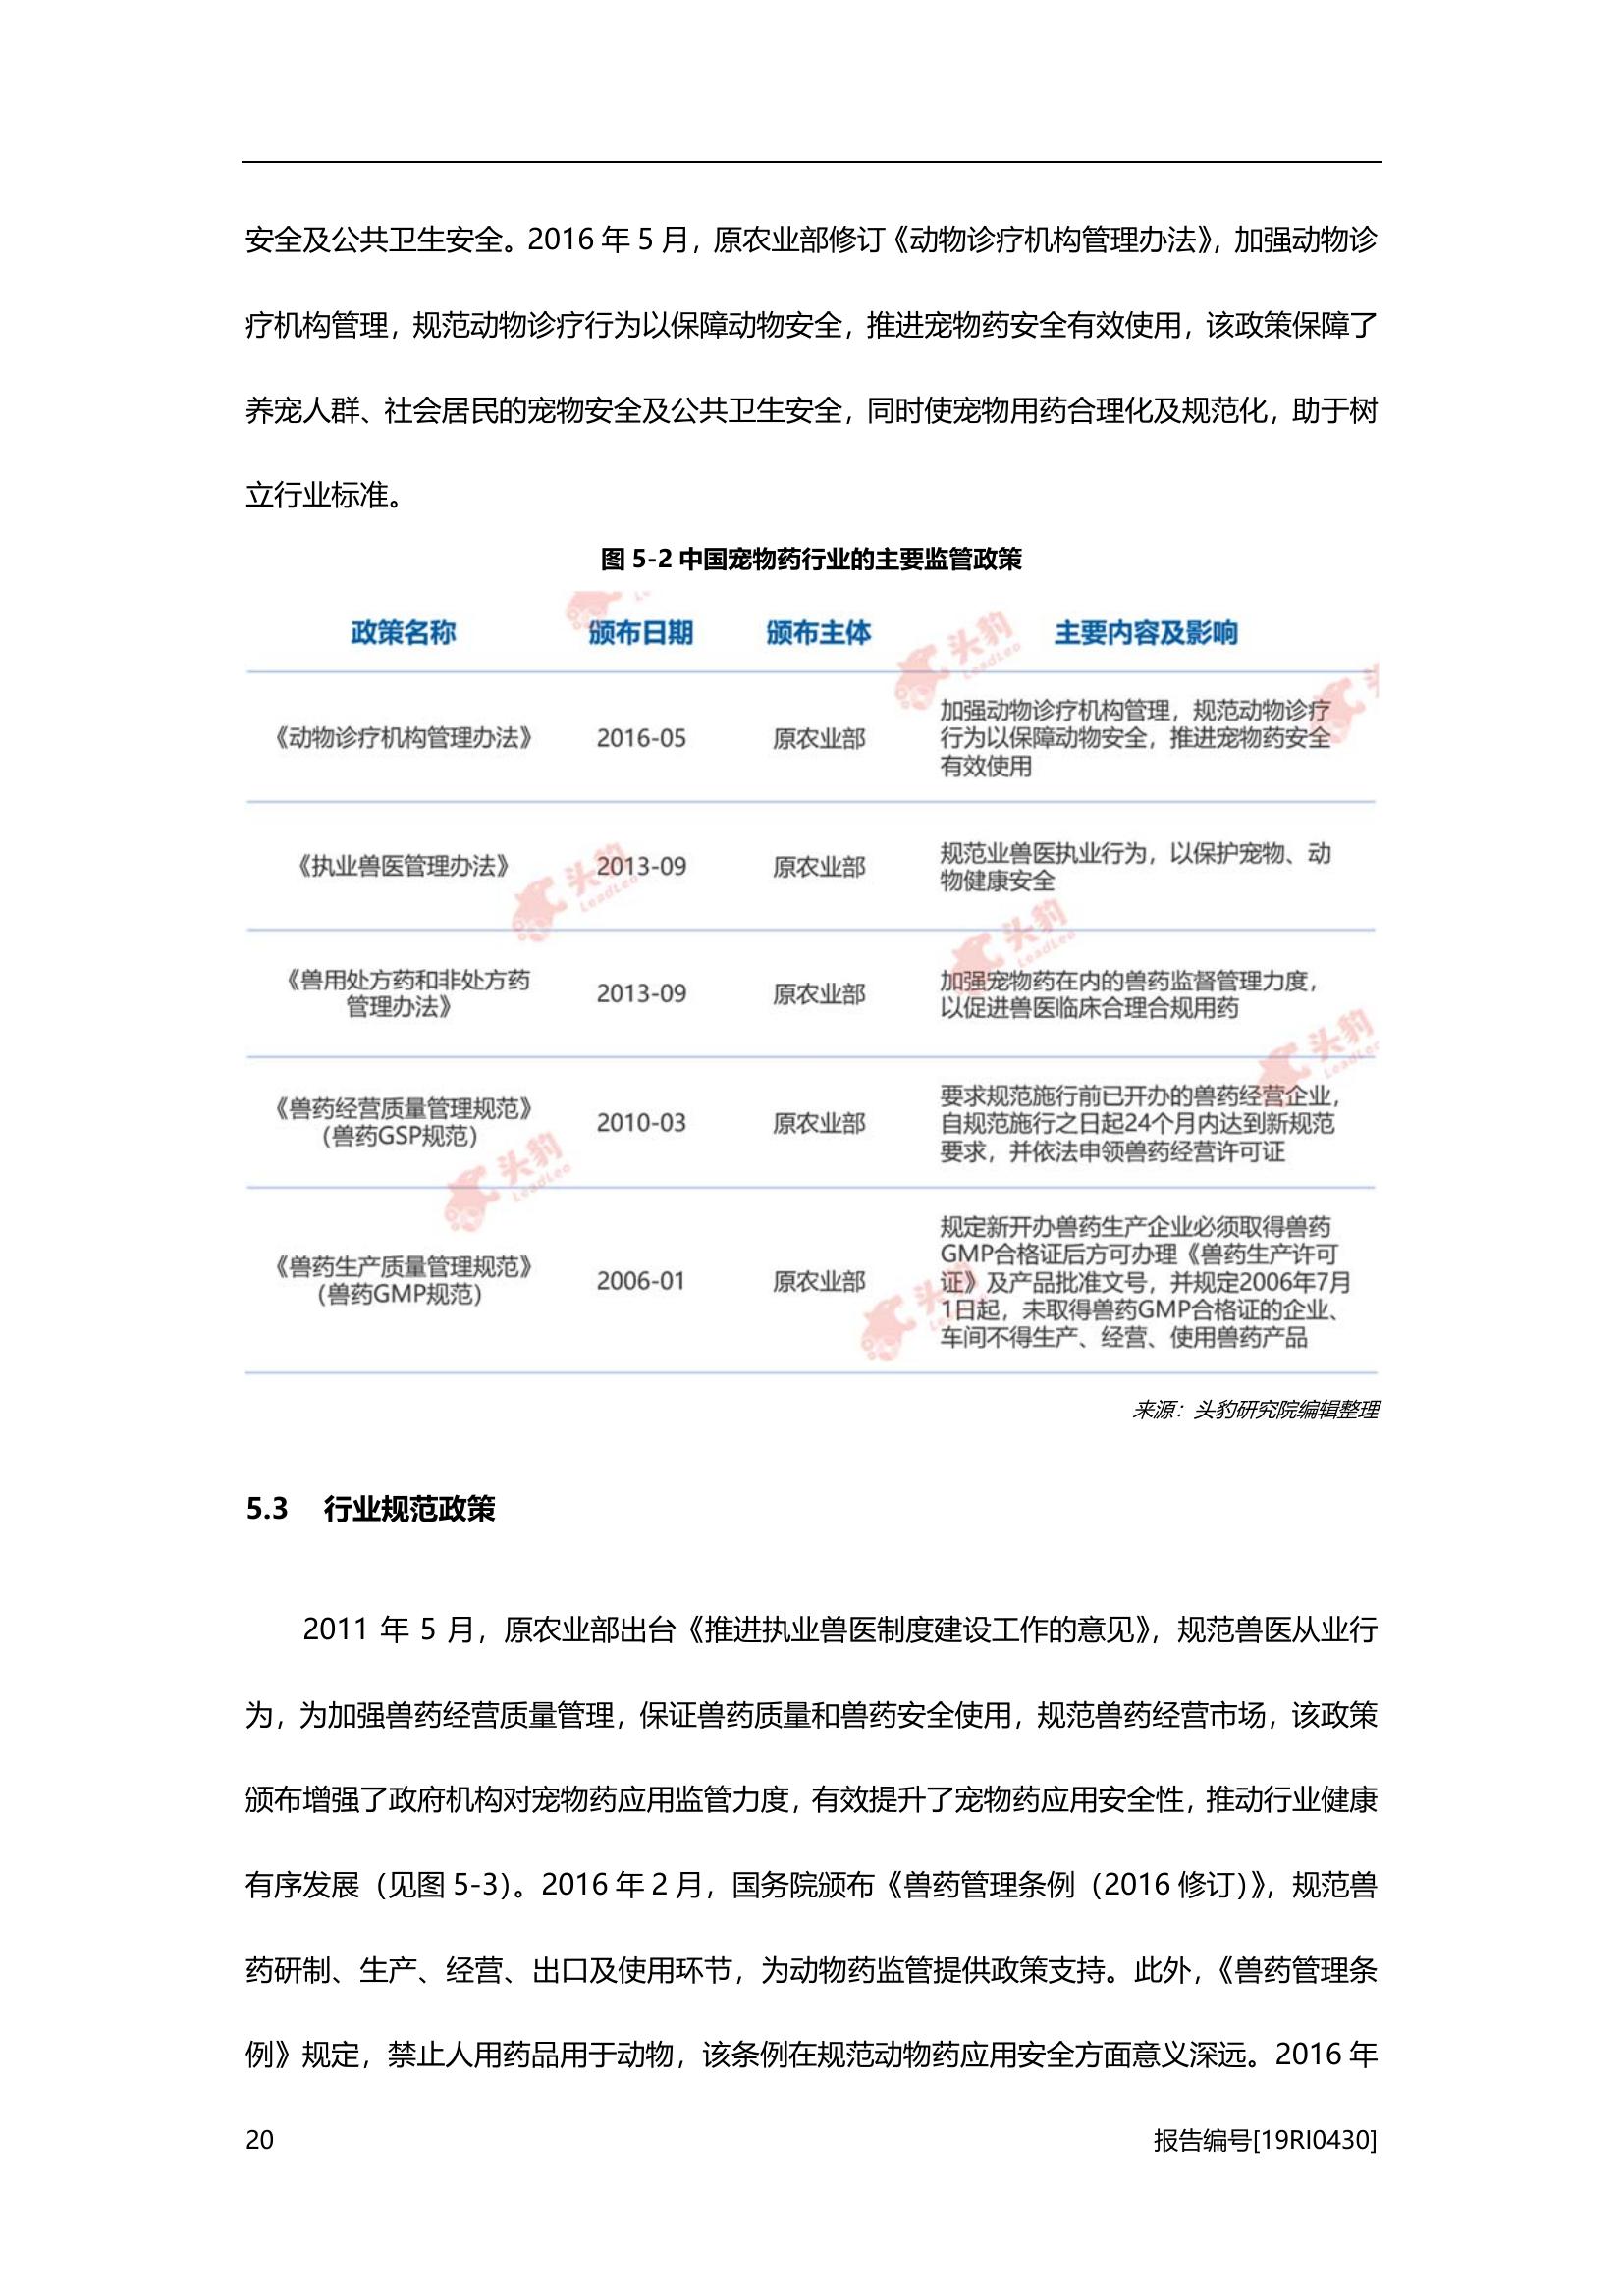 安全及公共卫生安全。2016 年 5 月，原农业部修订《动物诊疗机构管理办法》，加强动物诊
疗机构管理，规范动物诊疗行为以保障动物安全，推进宠物药安全有效使用，该政策保障了
养宠人群、社会居民的宠物安全及公共卫生安全，同时使宠物用药合理化及规范化，助于树
立行业标准。
图 5-2 中国宠物药行业的主要监管政策
政策名称 颁布日期 颁布主体 主要内容及影响
《动物诊疗机构管理办法》 2016-05 原农业部
加强动物诊疗机构管理，规范动物诊疗
行为以保障动物安全，推进宠物药安全
有效使用
《执业兽医管理办法》 2013-09 原农业部
规范业兽医执业行为，以保护宠物、动
物健康安全
《兽用处方药和非处方药
管理办法》
2013-09 原农业部
加强宠物药在内的兽药监督管理力度，
以促进兽医临床合理合规用药
《兽药经营质量管理规范》
（兽药GSP规范）
2010-03 原农业部
要求规范施行前已开办的兽药经营企业，
自规范施行之日起24个月内达到新规范
要求，并依法申领兽药经营许可证
《兽药生产质量管理规范》
（兽药GMP规范）
2006-01 原农业部
规定新开办兽药生产企业必须取得兽药
GMP合格证后方可办理《兽药生产许可
证》及产品批准文号，并规定2006年7月
1日起，未取得兽药GMP合格证的企业、
车间不得生产、经营、使用兽药产品
头豹
LeadLeo
头豹
LeadLeo
头豹
LeadLeo
头豹
LeadLeo
头豹
LeadLeo
头豹
LeadLeo
来源：头豹研究院编辑整理
5.3 行业规范政策
2011 年 5 月，原农业部出台《推进执业兽医制度建设工作的意见》，规范兽医从业行
为，为加强兽药经营质量管理，保证兽药质量和兽药安全使用，规范兽药经营市场，该政策
颁布增强了政府机构对宠物药应用监管力度，有效提升了宠物药应用安全性，推动行业健康
有序发展（见图 5-3）。2016 年 2 月，国务院颁布《兽药管理条例（2016 修订）》，规范兽
药研制、生产、经营、出口及使用环节，为动物药监管提供政策支持。此外，《兽药管理条
例》规定，禁止人用药品用于动物，该条例在规范动物药应用安全方面意义深远。2016 年
20 报告编号[19RI0430]